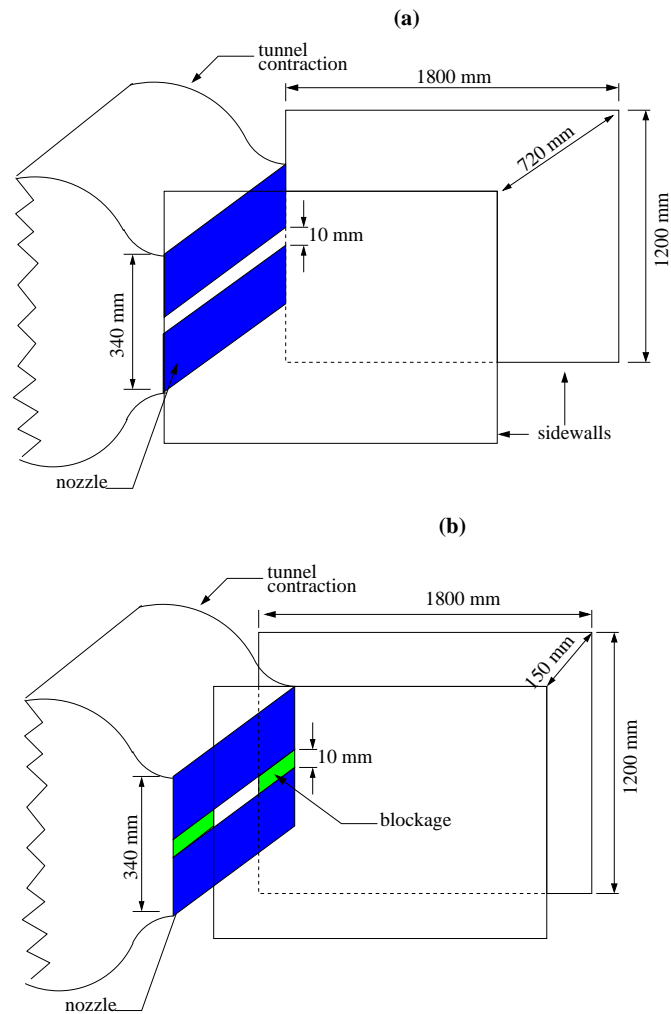 (a)
tunnel
contraction
1800 mm
720 mm
10 mm
1200 mm
340 mm
sidewalls
nozzle
(b)
tunnel
contraction
1800 mm
150 mm
10 mm
1200 mm
blockage
340 mm
nozzle